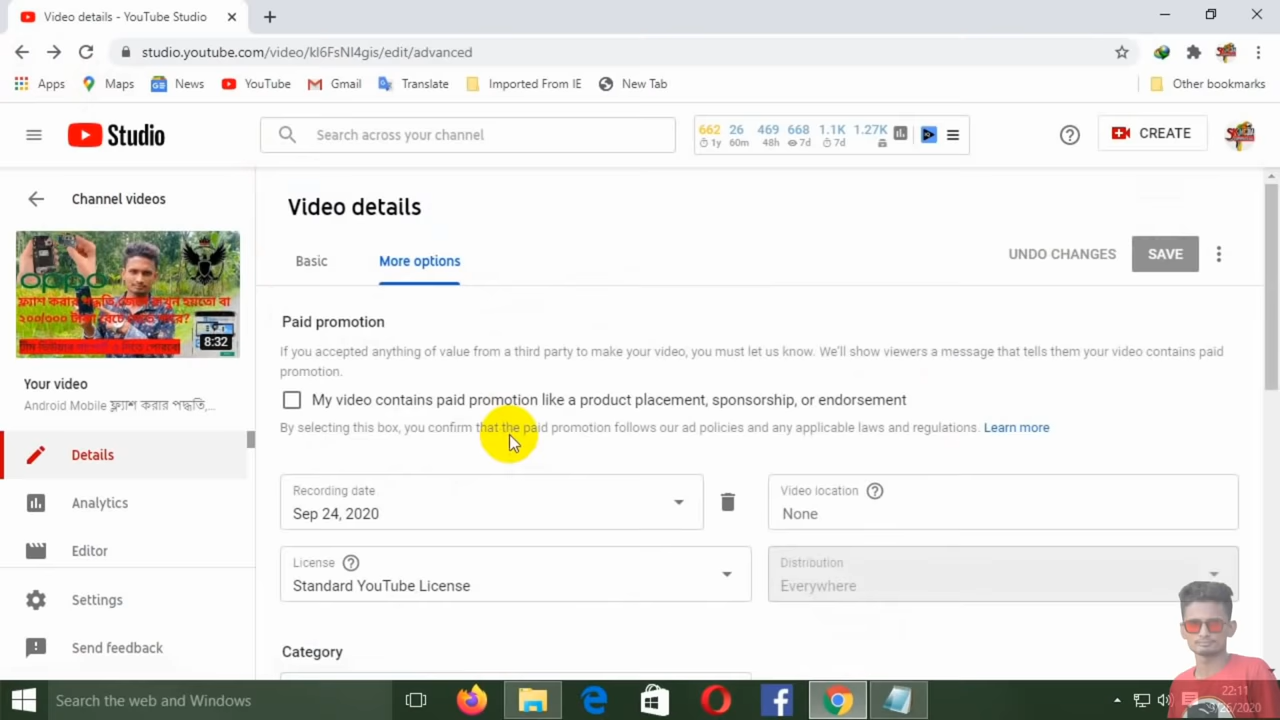 Video details - YouTube Studio
studio.youtube.com/video/kl6FsNl4gis/edit/advanced
Apps Maps News YouTube Gmail Translate Imported From IE New Tab Other bookmarks
Studio
Search across your channel
662 26 469 668 1.1K 1.27K
1y 60m 48h 7d 7d
CREATE
Channel videos
oppo
ফ্ল্যাশ করার পদ্ধতি জেনে রাখুন হয়তো বা
২০০/৩০০ টাকা বেচে যেতে পারে?
8:32
Your video
Android Mobile ফ্ল্যাশ করার পদ্ধতি,...
Details
Analytics
Editor
Settings
Send feedback
Video details
Basic More options
UNDO CHANGES SAVE
Paid promotion
If you accepted anything of value from a third party to make your video, you must let us know. We'll show viewers a message that tells them your video contains paid
promotion.
My video contains paid promotion like a product placement, sponsorship, or endorsement
By selecting this box, you confirm that the paid promotion follows our ad policies and any applicable laws and regulations. Learn more
Recording date
Sep 24, 2020
Video location
None
License
Standard YouTube License
Distribution
Everywhere
Category
Search the web and Windows
22:11